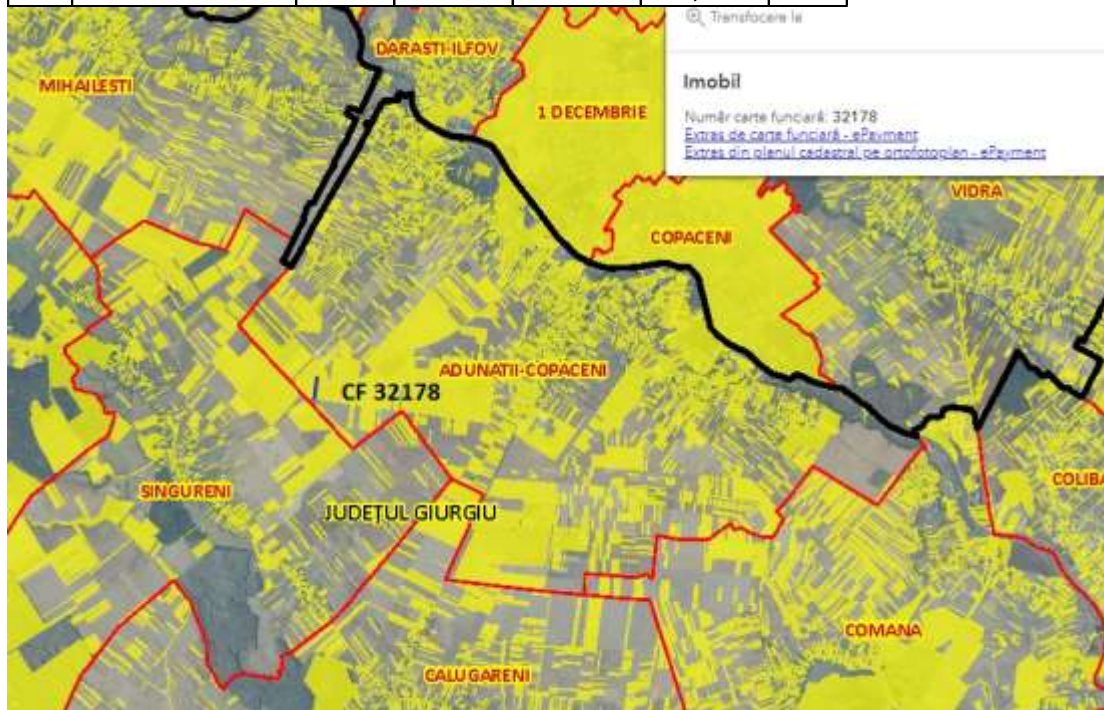 Transfocare la
Imobil
Număr carte funciară: 32178
Extras de carte funciară - ePayment
Extras din planul cadastral pe ortofotoplan - ePayment
DARASTI-ILFOV
MIHAILESTI
1 DECEMBRIE
VIDRA
COPACENI
ADUNATII-COPACENI
CF 32178
SINGURENI
COLIBA
JUDEȚUL GIURGIU
COMANA
CALUGARENI